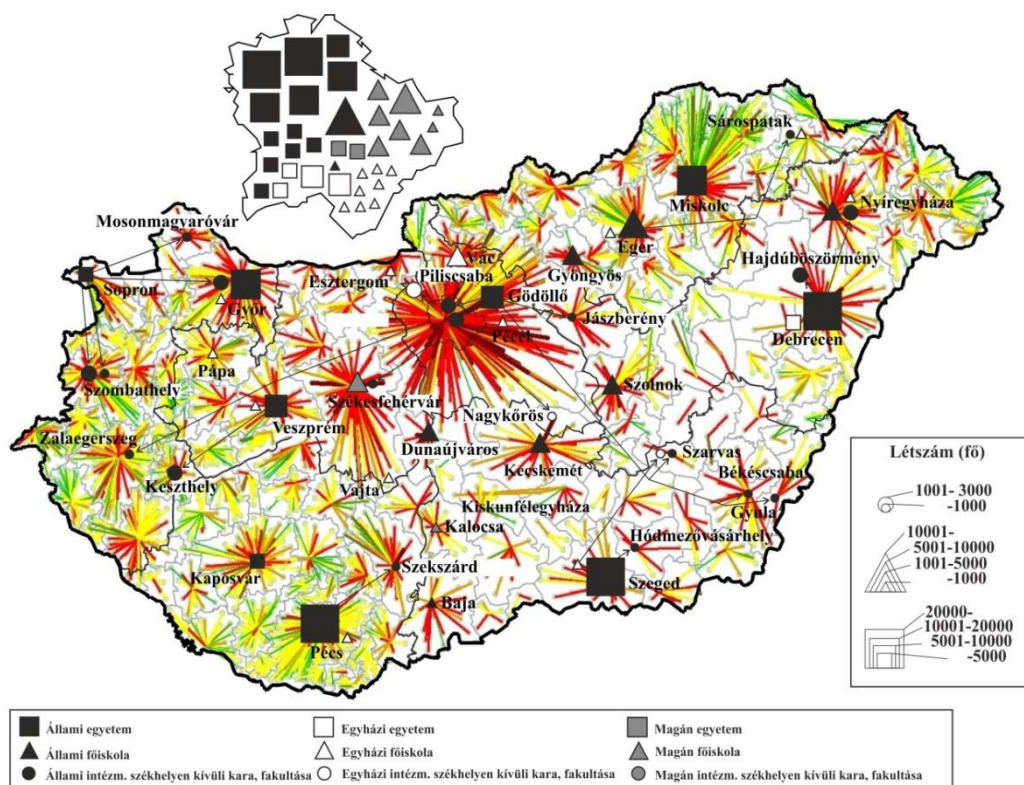 Sárospatak
Miskolc
Nyíregyháza
Mosonmagyaróvár
Eger
Vác
Hajdúböszörmény
Esztergom
Piliscsaba
Gyöngyös
Sopron
Gödöllő
Győr
Jászberény
Pécel
Debrecen
Pápa
Szombathely
Székesfehérvár
Szolnok
Nagykőrös
Veszprém
Zalaegerszeg
Dunaújváros
Kecskemét
Szarvas
Békéscsaba
Keszthely
Vajta
Kiskunfélegyháza
Gyula
Kalocsa
Hódmezővásárhely
Kaposvár
Szekszárd
Szeged
Baja
Pécs
Létszám (fő)
1001- 3000
-1000
10001-
5001-10000
1001-5000
-1000
20000-
10001-20000
5001-10000
-5000
Állami egyetem
Állami főiskola
Állami intézm. székhelyen kívüli kara, fakultása
Egyházi egyetem
Egyházi főiskola
Egyházi intézm. székhelyen kívüli kara, fakultása
Magán egyetem
Magán főiskola
Magán intézm. székhelyen kívüli kara, fakultása